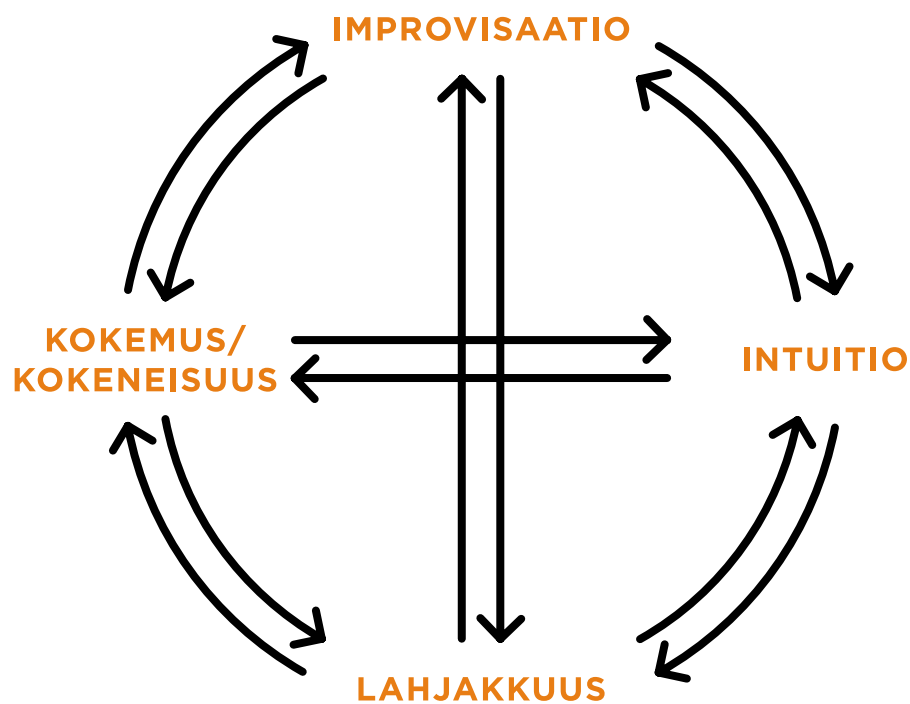 IMPROVISAATIO
KOKEMUS/
KOKENEISUUS
INTUITIO
LAHJAKKUUS